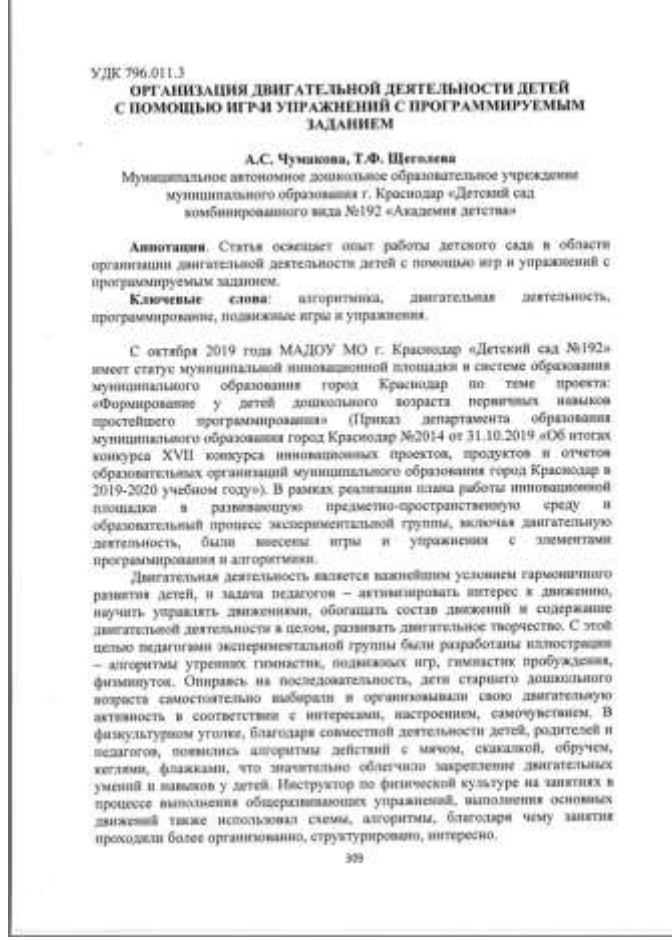 УДК 796.011.3
ОРГАНИЗАЦИЯ ДВИГАТЕЛЬНОЙ ДЕЯТЕЛЬНОСТИ ДЕТЕЙ
С ПОМОЩЬЮ ИГР И УПРАЖНЕНИЙ С ПРОГРАММИРУЕМЫМ
ЗАДАНИЕМ
А.С. Чумакова, Т.Ф. Щеголева
Муниципальное автономное дошкольное образовательное учреждение
муниципального образования г. Краснодар «Детский сад
комбинированного вида №192 «Академия детства»
Аннотация. Статья освещает опыт работы детского сада в области
организации двигательной деятельности детей с помощью игр и упражнений с
программируемым заданием.
Ключевые слова: алгоритмика, двигательная деятельность,
программирование, подвижные игры и упражнения.
С октября 2019 года МАДОУ МО г. Краснодар «Детский сад №192»
имеет статус муниципальной инновационной площадки в системе образования
муниципального образования город Краснодар по теме проекта:
«Формирование у детей дошкольного возраста первичных навыков
простейшего программирования» (Приказ департамента образования
муниципального образования город Краснодар №2014 от 31.10.2019 «Об итогах
конкурса XVII конкурса инновационных проектов, продуктов и отчетов
образовательных организаций муниципального образования город Краснодар в
2019-2020 учебном году»). В рамках реализации плана работы инновационной
площадки в развивающую предметно-пространственную среду и
образовательный процесс экспериментальной группы, включая двигательную
деятельность, были внесены игры и упражнения с элементами
программирования и алгоритмики.
Двигательная деятельность является важнейшим условием гармоничного
развития детей, и задача педагогов – активизировать интерес к движению,
научить управлять движениями, обогащать состав движений и содержание
двигательной деятельности в целом, развивать двигательное творчество. С этой
целью педагогами экспериментальной группы были разработаны иллюстрации
– алгоритмы утренних гимнастик, подвижных игр, гимнастик пробуждения,
физминуток. Опираясь на последовательность, дети старшего дошкольного
возраста самостоятельно выбирали и организовывали свою двигательную
активность в соответствии с интересами, настроением, самочувствием. В
физкультурном уголке, благодаря совместной деятельности детей, родителей и
педагогов, появились алгоритмы действий с мячом, скакалкой, обручем,
кеглями, флажками, что значительно облегчило закрепление двигательных
умений и навыков у детей. Инструктор по физической культуре на занятиях в
процессе выполнения общеразвивающих упражнений, выполнения основных
движений также использовал схемы, алгоритмы, благодаря чему занятия
проходили более организованно, структурировано, интересно.
309